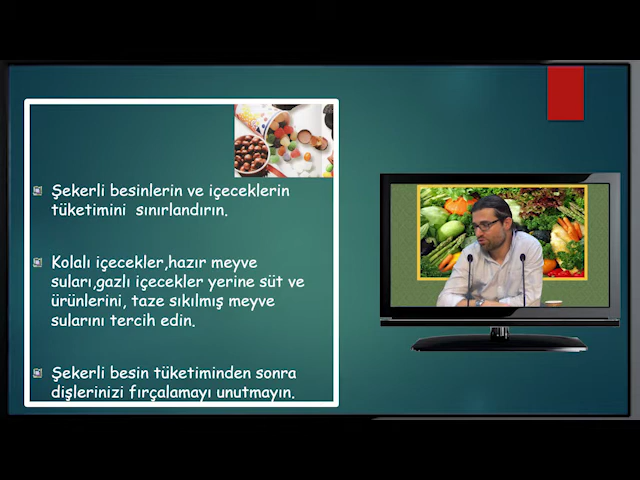 Şekerli besinlerin ve içeceklerin
tüketimini sınırlandırın.
Kolalı içecekler,hazır meyve
suları,gazlı içecekler yerine süt ve
ürünlerini, taze sıkılmış meyve
sularını tercih edin.
Şekerli besin tüketiminden sonra
dişlerinizi fırçalamayı unutmayın.